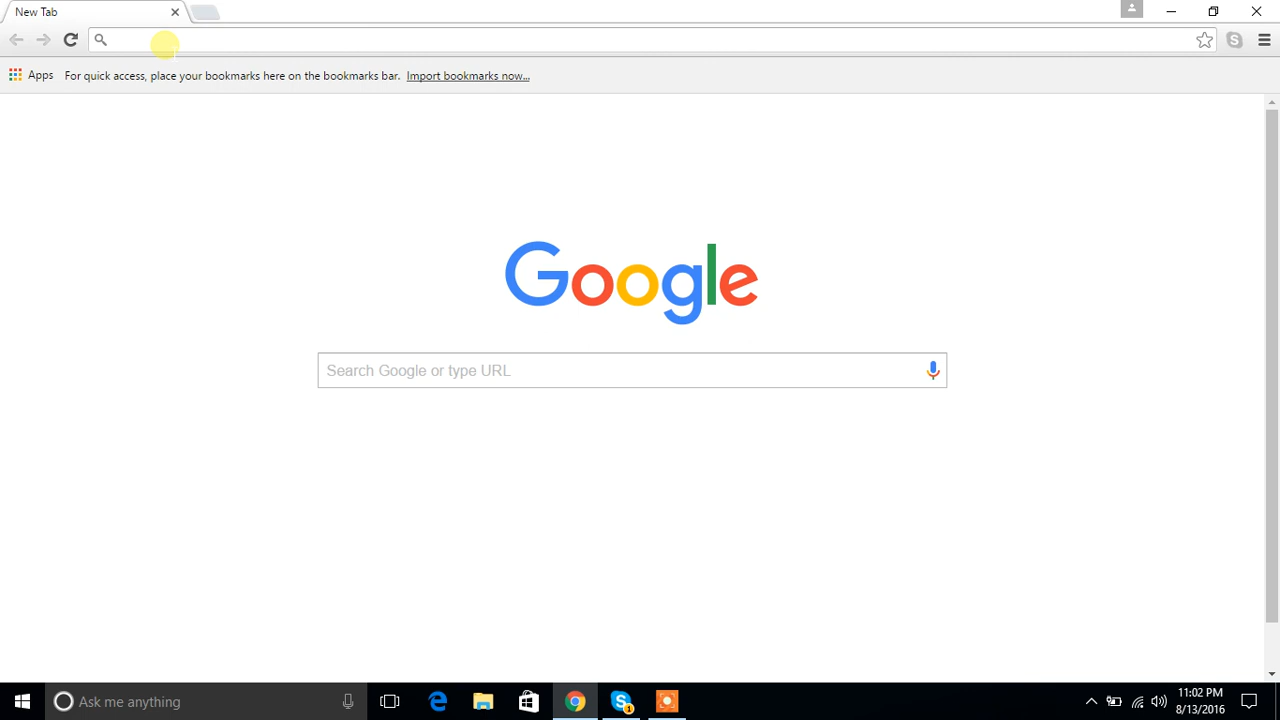 New Tab
Apps For quick access, place your bookmarks here on the bookmarks bar. Import bookmarks now...
Google
Search Google or type URL
Ask me anything
11:02 PM
8/13/2016